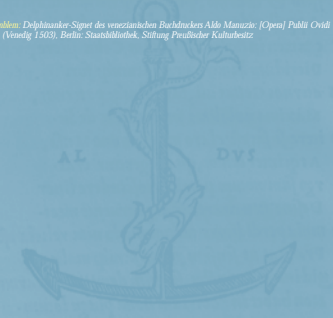 mblem: Delphinanker-Signet des venezianischen Buchdruckers Aldo Manuzio: [Opera] Publii Ovidi
(Venedig 1503), Berlin: Staatsbibliothek, Stiftung Preußischer Kulturbesitz
AL DVS